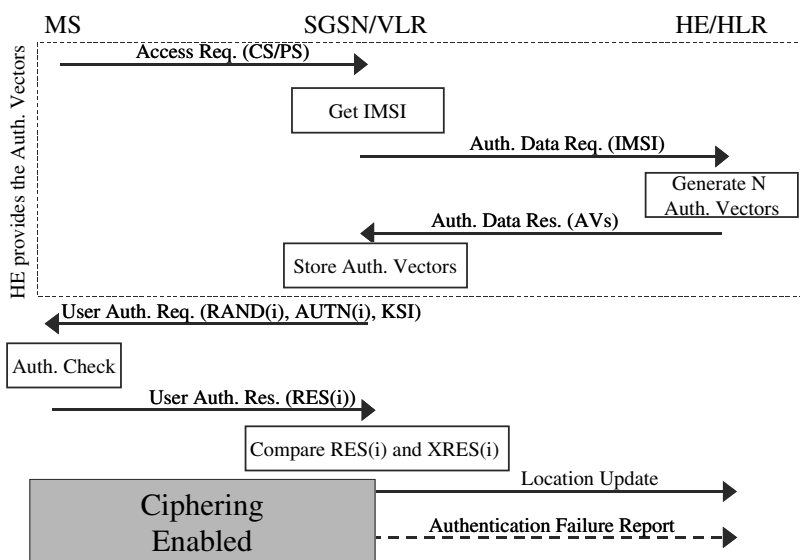 MS
SGSN/VLR
HE/HLR
HE provides the Auth. Vectors
Access Req. (CS/PS)
Get IMSI
Auth. Data Req. (IMSI)
Generate N
Auth. Vectors
Auth. Data Res. (AVs)
Store Auth. Vectors
User Auth. Req. (RAND(i), AUTN(i), KSI)
Auth. Check
User Auth. Res. (RES(i))
Compare RES(i) and XRES(i)
Location Update
Ciphering
Enabled
Authentication Failure Report